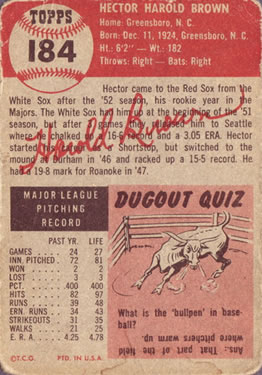 TOPPS
184
HECTOR HAROLD BROWN
Home: Greensboro, N. C.
Born: Dec. 11, 1924, Greensboro, N. C.
Ht.: 6'2" — Wt.: 182
Throws: Right • Bats: Right
Hector came to the Red Sox from
White Sox after the '52 season, his rookie year in
Majors. The White Sox had him at the beginning of the '51
season, but after 3 games they released him to Seattle
where he chalked up a 16-6 and a 3.05 ERA. Hector
started his Shortstop, but switched to the
mound at Durham in '46 and racked up a 15-5 record. He
had a 19-8 mark for Roanoke in '47.
Harold Brown
MAJOR LEAGUE
PITCHING
RECORD
PAST YR. LIFE
GAMES 24 27
INN. PITCHED 72 81
WON 2 2
LOST 3 3
PCT. .400 .400
HITS 82 97
RUNS 39 48
ERN. RUNS 34 43
STRIKEOUTS 31 35
WALKS 21 25
E. R. A. 4.25 4.78
©T.C.G. PTD. IN U.S.A.
DUGOUT QUIZ
What is the 'bullpen' in base-
ball?
Ans: That part of the field
where pitchers warm up.